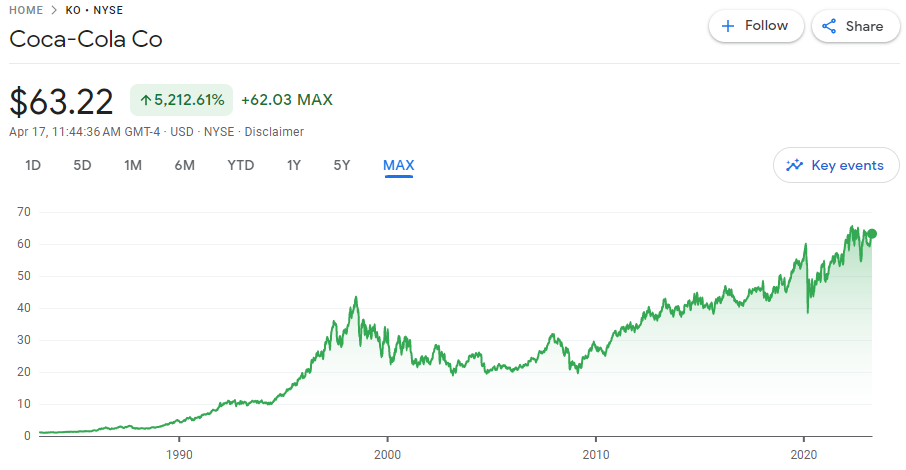 HOME > KO • NYSE
Coca-Cola Co
+ Follow
Share
$63.22 ↑5,212.61% +62.03 MAX
Apr 17, 11:44:36 AM GMT-4 · USD · NYSE · Disclaimer
1D 5D 1M 6M YTD 1Y 5Y MAX
Key events
70
60
50
40
30
20
10
0
1990 2000 2010 2020